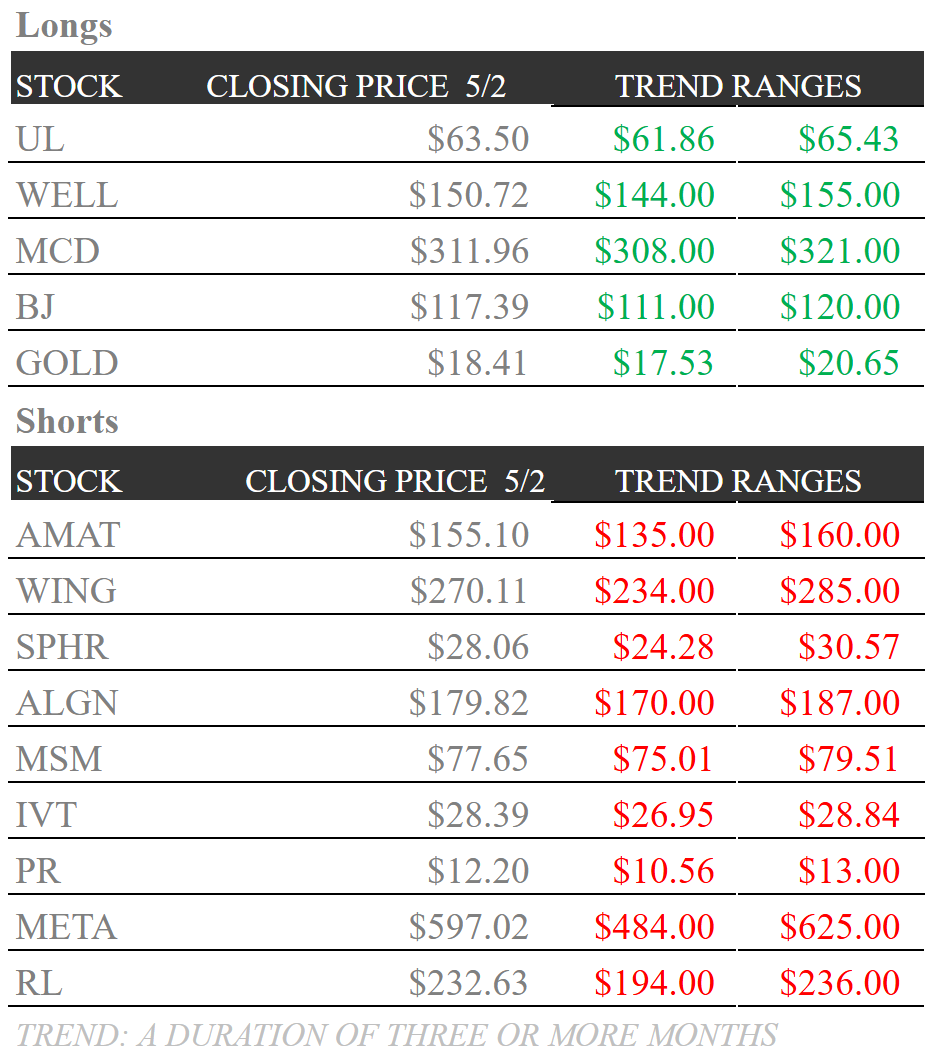 Longs
STOCK CLOSING PRICE 5/2 TREND RANGES
UL $63.50 $61.86 $65.43
WELL $150.72 $144.00 $155.00
MCD $311.96 $308.00 $321.00
BJ $117.39 $111.00 $120.00
GOLD $18.41 $17.53 $20.65
Shorts
STOCK CLOSING PRICE 5/2 TREND RANGES
AMAT $155.10 $135.00 $160.00
WING $270.11 $234.00 $285.00
SPHR $28.06 $24.28 $30.57
ALGN $179.82 $170.00 $187.00
MSM $77.65 $75.01 $79.51
IVT $28.39 $26.95 $28.84
PR $12.20 $10.56 $13.00
META $597.02 $484.00 $625.00
RL $232.63 $194.00 $236.00
TREND: A DURATION OF THREE OR MORE MONTHS